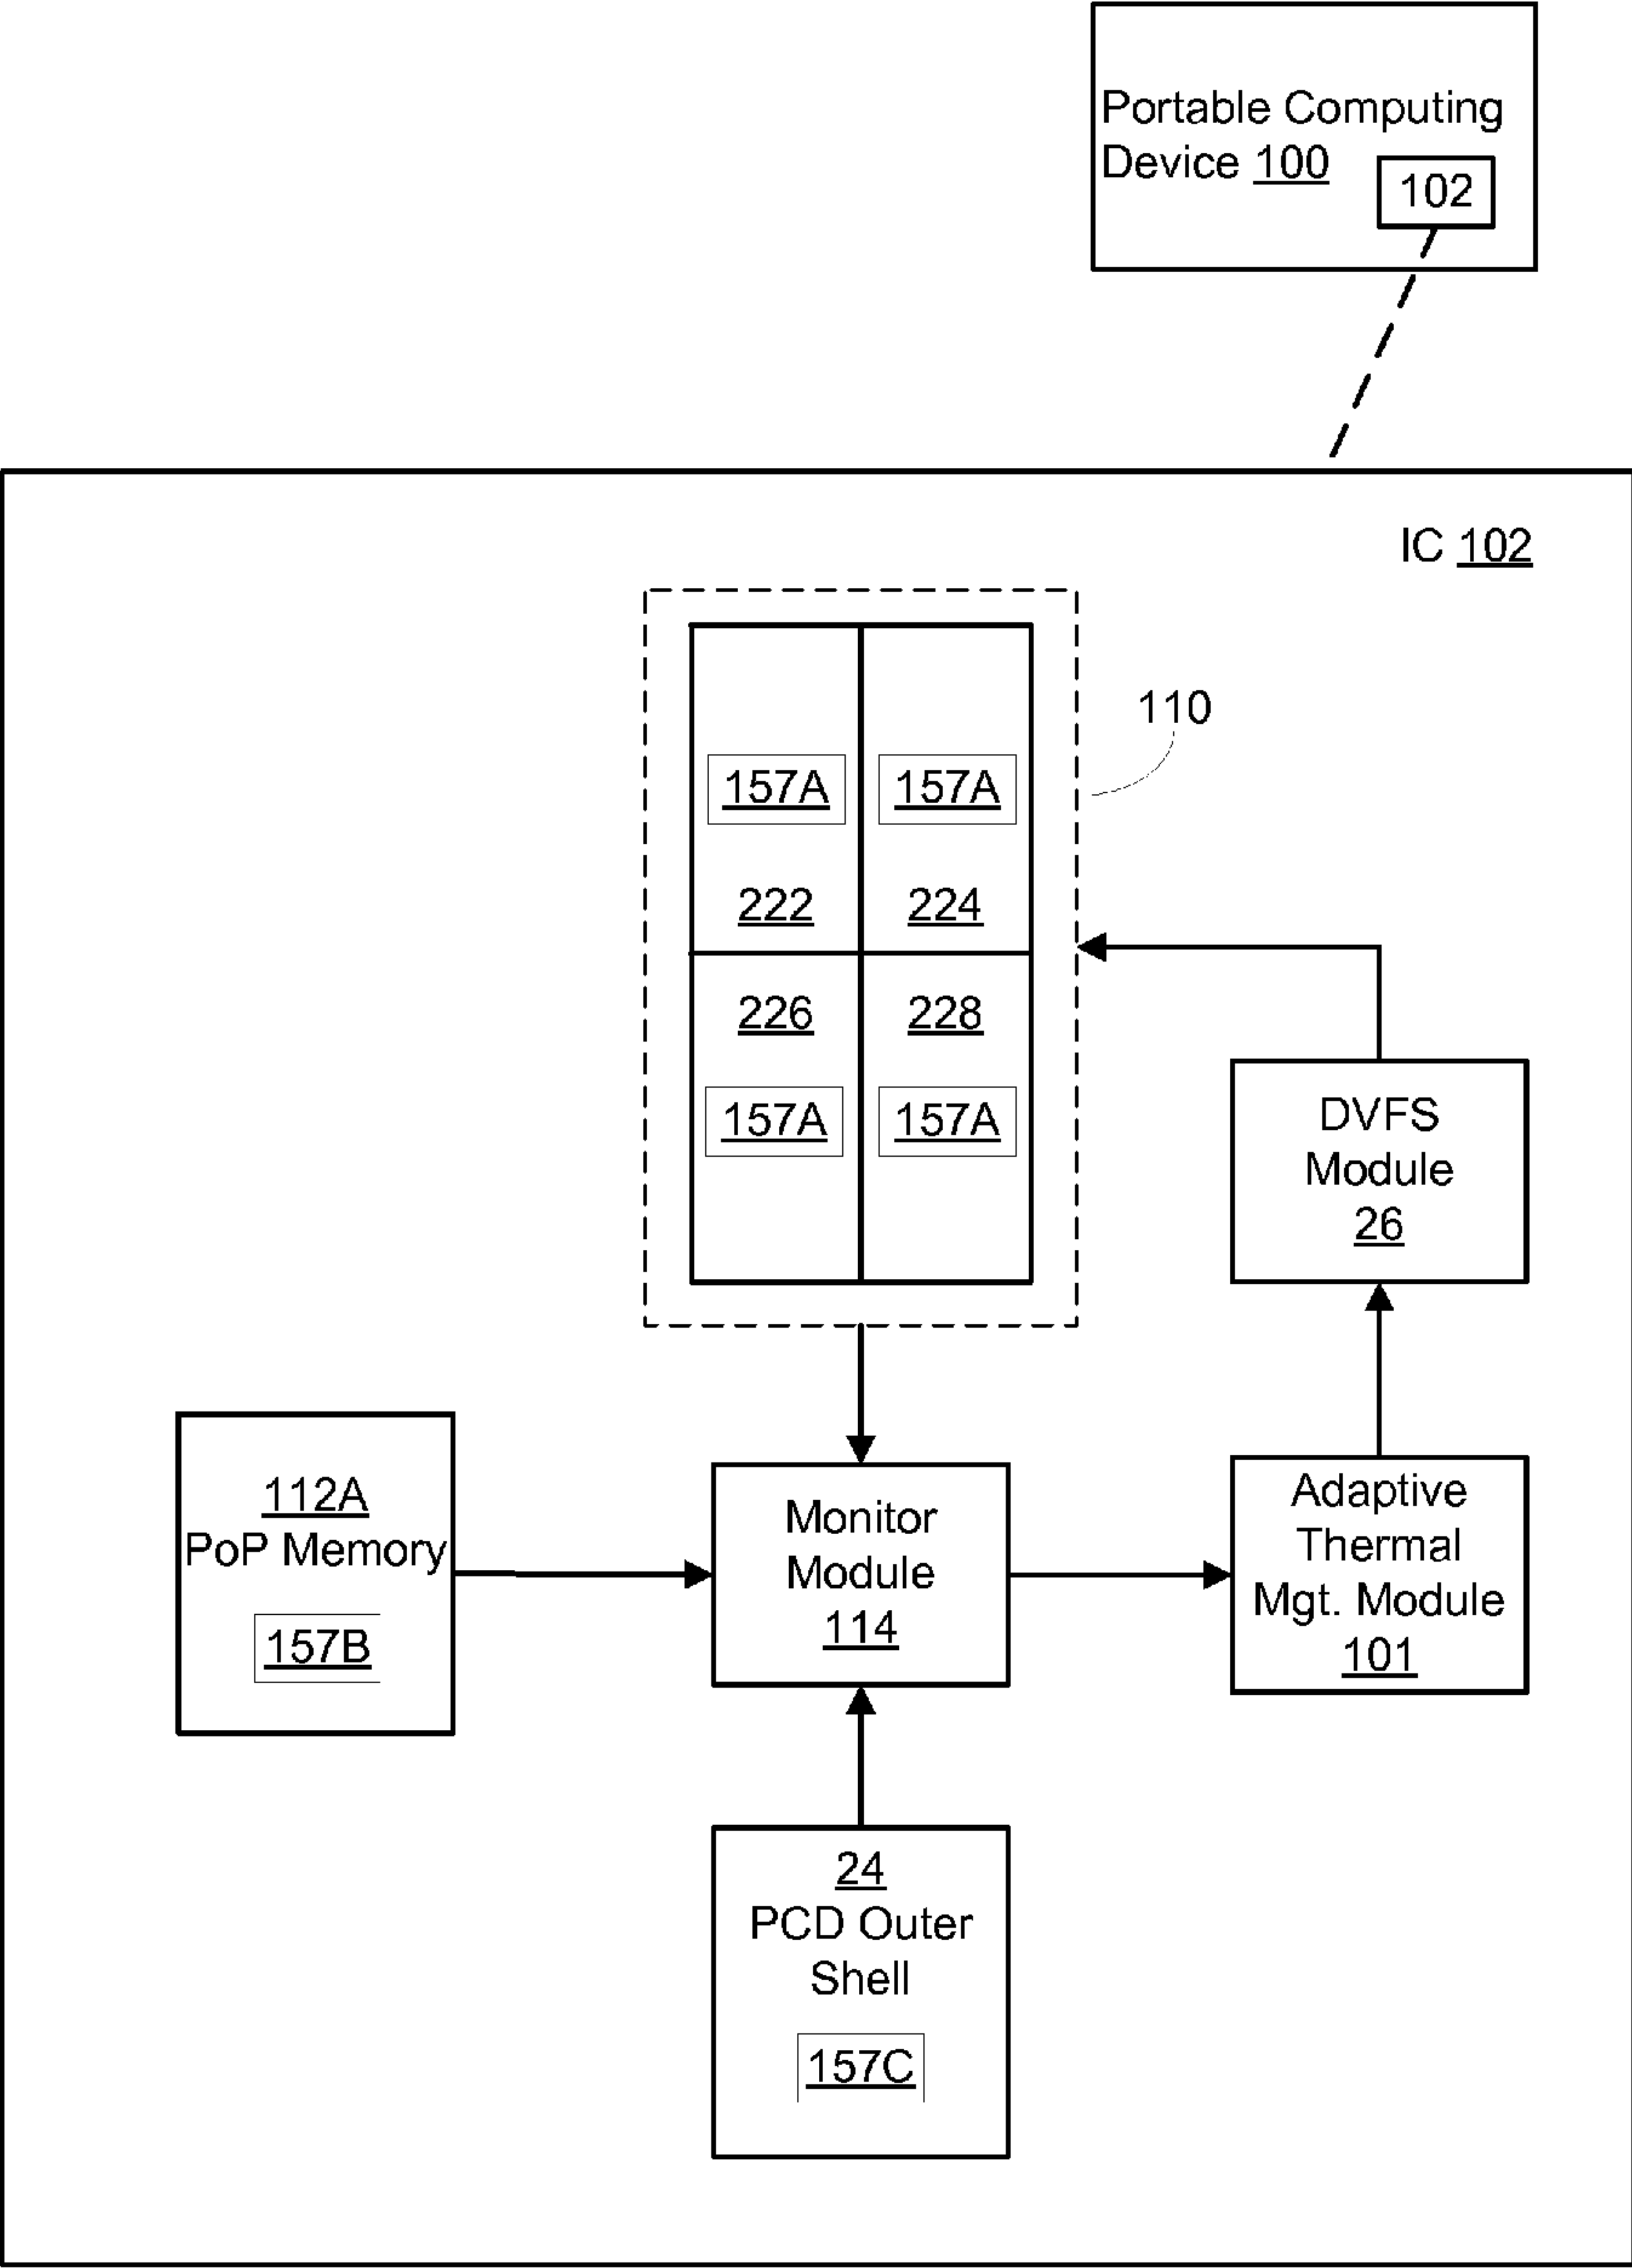 Portable Computing
Device 100
102
IC 102
110
157A 157A
222 224
226 228
157A 157A
DVFS
Module
26
112A
PoP Memory
157B
Monitor
Module
114
Adaptive
Thermal
Mgt. Module
101
24
PCD Outer
Shell
157C